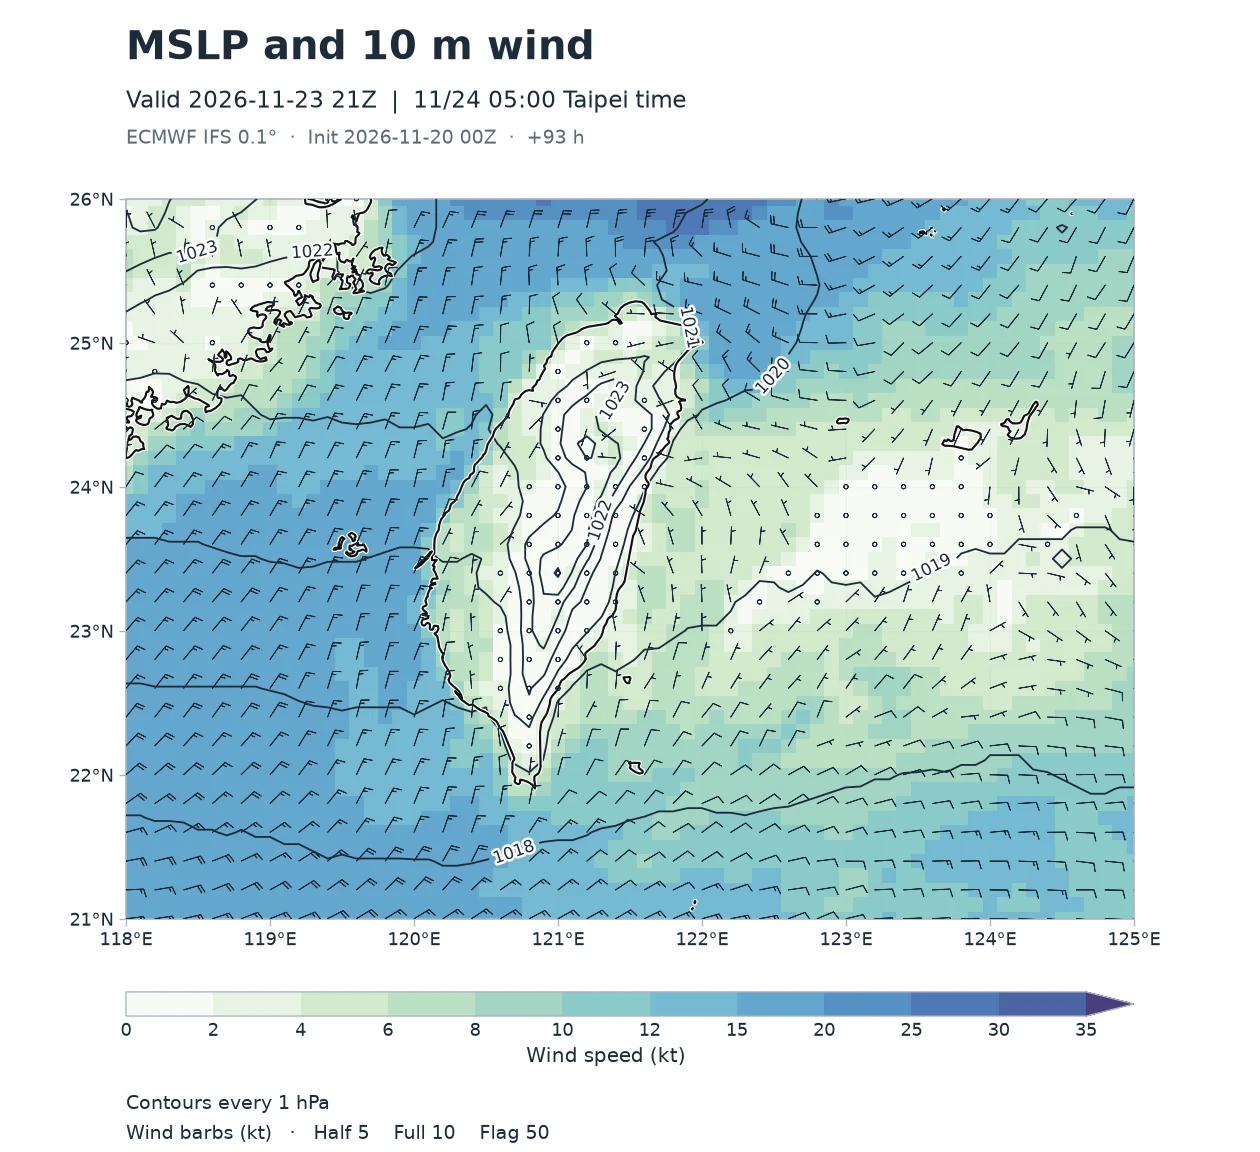 MSLP and 10 m wind
Valid 2026-11-23 21Z | 11/24 05:00 Taipei time
ECMWF IFS 0.1° · Init 2026-11-20 00Z · +93 h
26°N
25°N
24°N
23°N
22°N
21°N
1023
1022
1021
1020
1023
1022
1019
1018
118°E 119°E 120°E 121°E 122°E 123°E 124°E 125°E
0 2 4 6 8 10 12 15 20 25 30 35
Wind speed (kt)
Contours every 1 hPa
Wind barbs (kt) · Half 5 Full 10 Flag 50